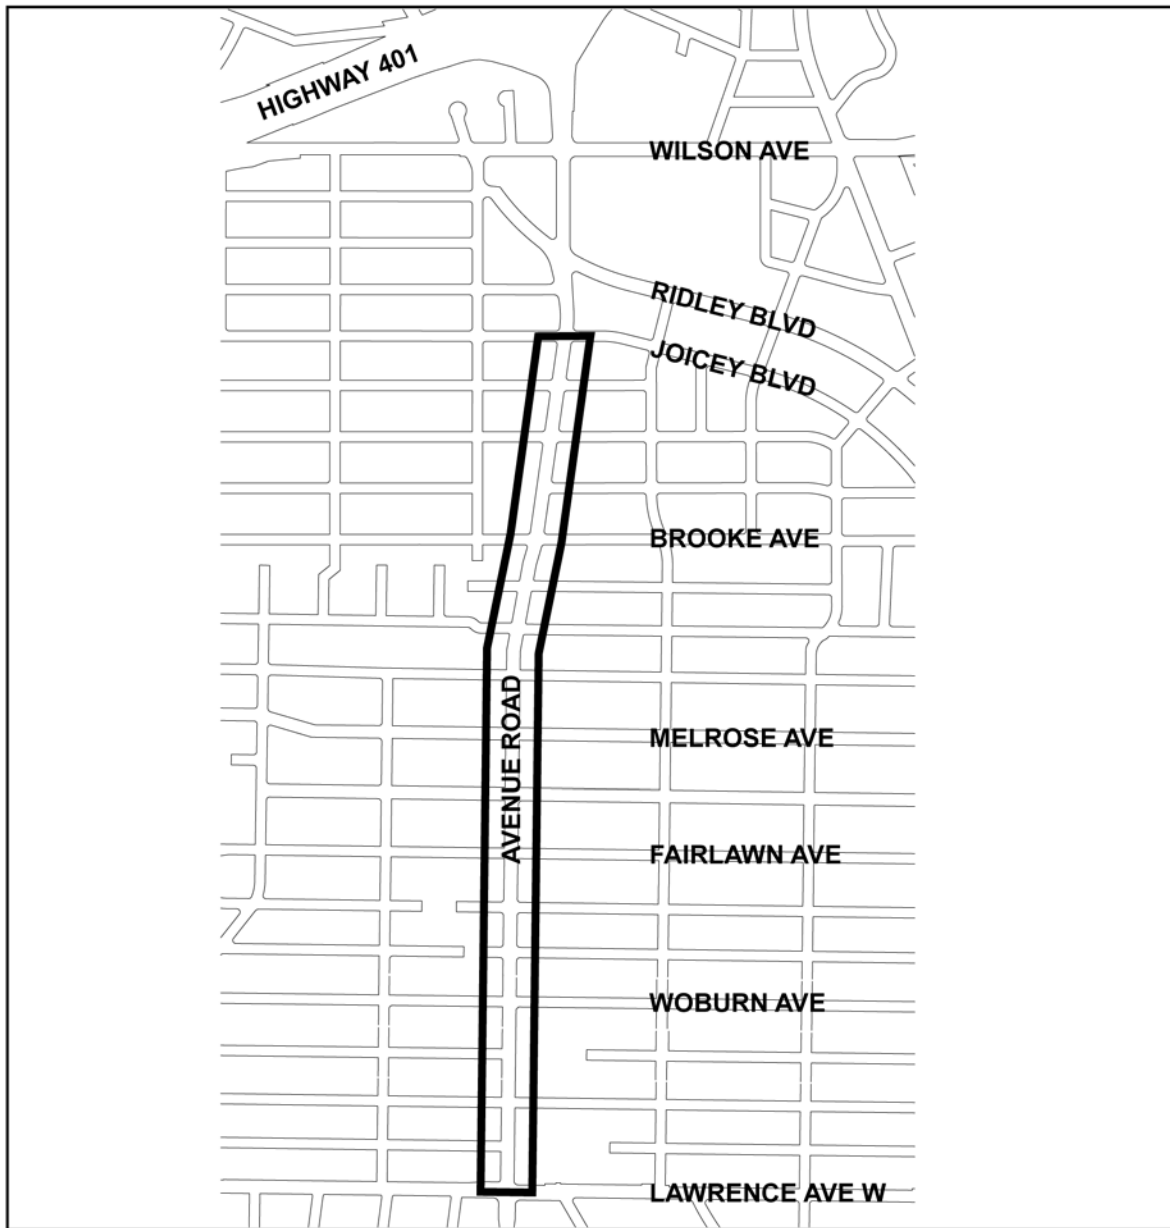 HIGHWAY 401
WILSON AVE
RIDLEY BLVD
JOICEY BLVD
BROOKE AVE
AVENUE ROAD
MELROSE AVE
FAIRLAWN AVE
WOBURN AVE
LAWRENCE AVE W